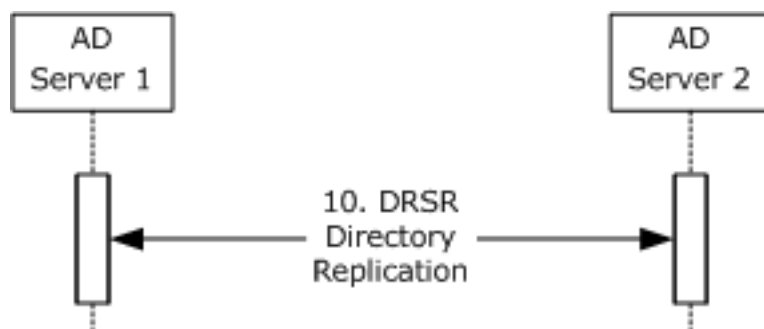 AD
Server 1
AD
Server 2
10. DRSR
Directory
Replication